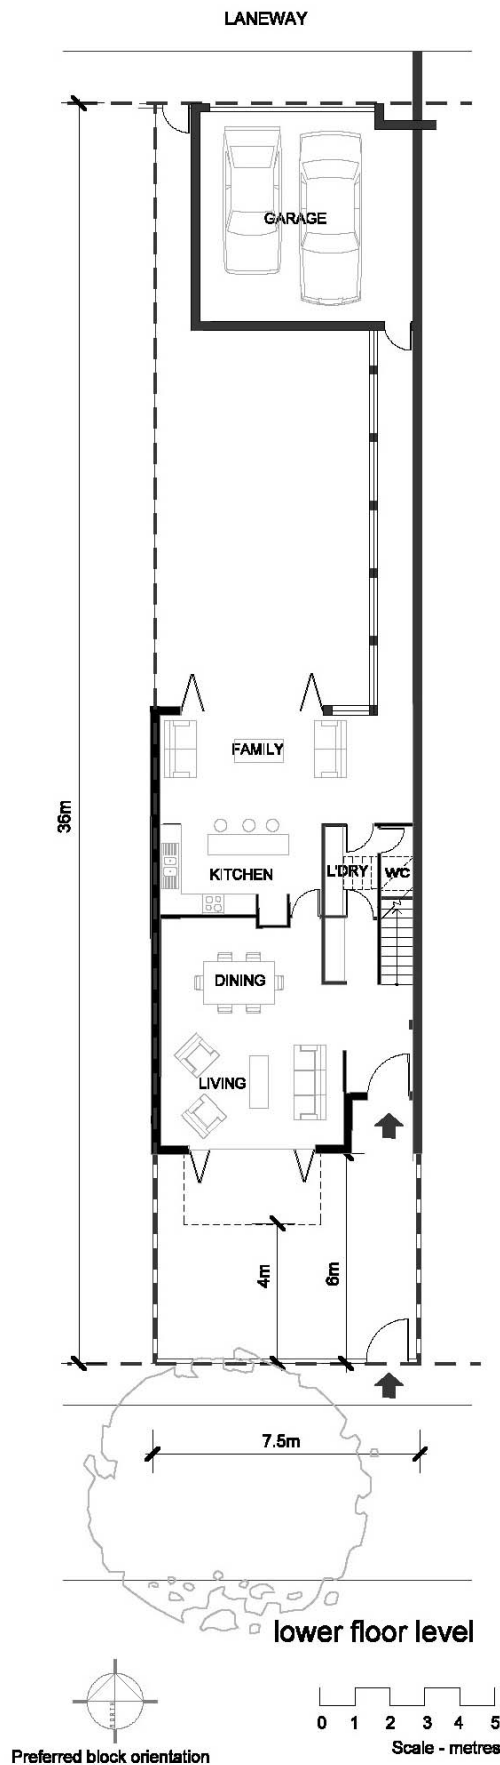 LANEWAY
GARAGE
36m
FAMILY
KITCHEN
L'DRY
WC
DINING
LIVING
4m
6m
7.5m
lower floor level
0 1 2 3 4 5
Scale - metres
Preferred block orientation